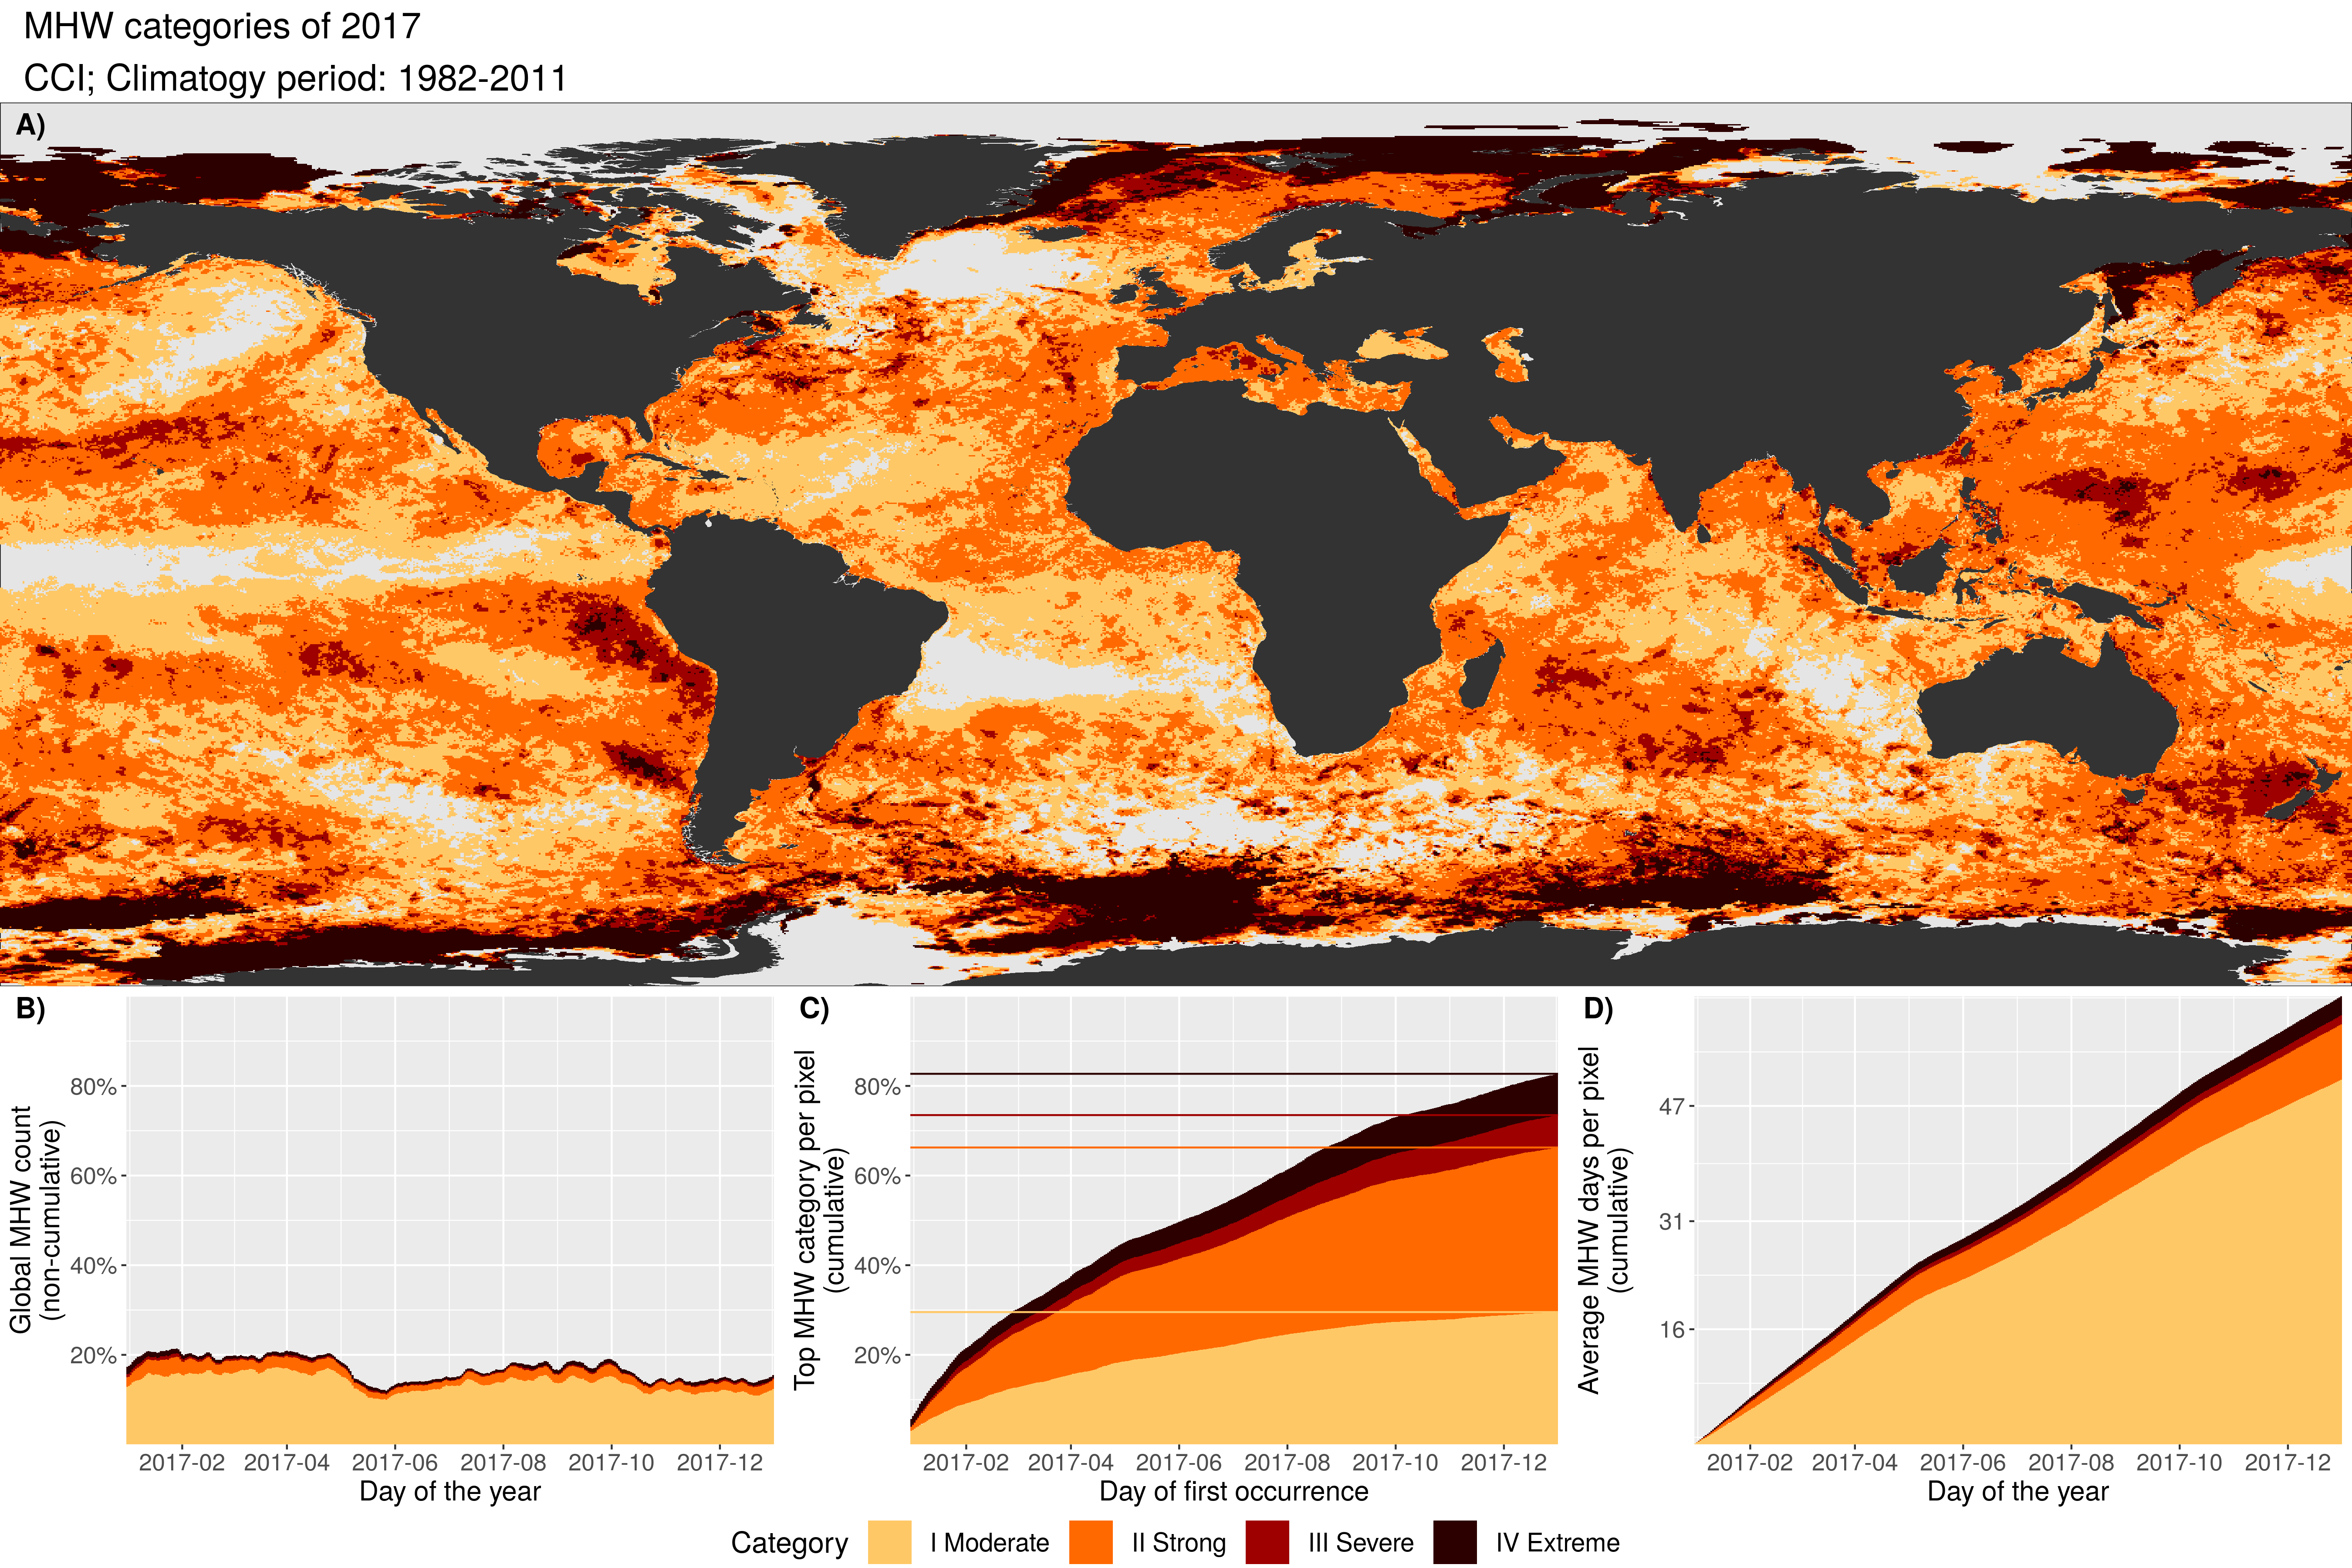 MHW categories of 2017
CCI; Climatogy period: 1982-2011
A)
B)
Global MHW count
(non-cumulative)
80%
60%
40%
20%
2017-02 2017-04 2017-06 2017-08 2017-10 2017-12
Day of the year
C)
Top MHW category per pixel
(cumulative)
80%
60%
40%
20%
2017-02 2017-04 2017-06 2017-08 2017-10 2017-12
Day of first occurrence
D)
Average MHW days per pixel
(cumulative)
47
31
16
2017-02 2017-04 2017-06 2017-08 2017-10 2017-12
Day of the year
Category I Moderate II Strong III Severe IV Extreme